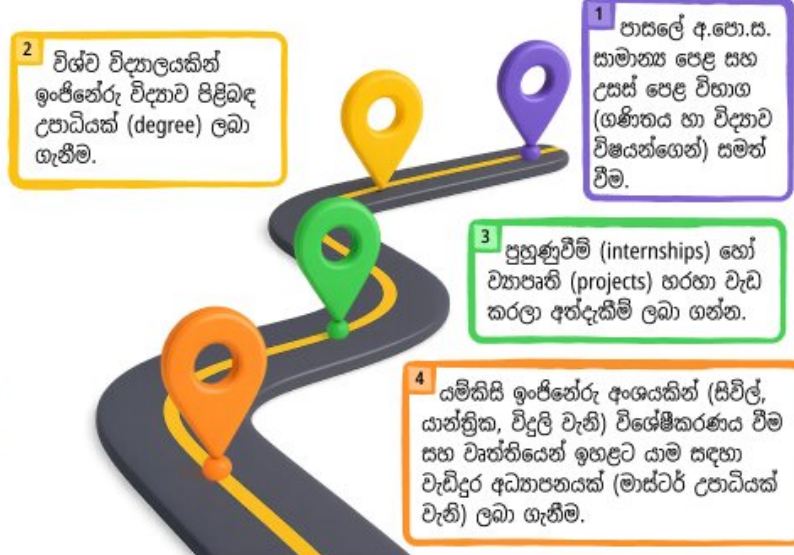 1
පාසලේ අ.පො.ස.
සාමාන්‍ය පෙළ සහ
උසස් පෙළ විභාග
(ගණිතය හා විද්‍යාව
විෂයන්ගෙන්) සමත්
වීම.
2
විශ්ව විද්‍යාලයකින්
ඉංජිනේරු විද්‍යාව පිළිබඳ
උපාධියක් (degree) ලබා
ගැනීම.
3
පුහුණුවීම් (internships) හෝ
ව්‍යාපෘති (projects) හරහා වැඩ
කරලා අත්දැකීම් ලබා ගන්න.
4
යම්කිසි ඉංජිනේරු අංශයකින් (සිවිල්,
යාන්ත්‍රික, විදුලි වැනි) විශේෂීකරණය වීම
සහ වෘත්තියෙන් ඉහළට යාම සඳහා
වැඩිදුර අධ්‍යාපනයක් (මාස්ටර් උපාධියක්
වැනි) ලබා ගැනීම.